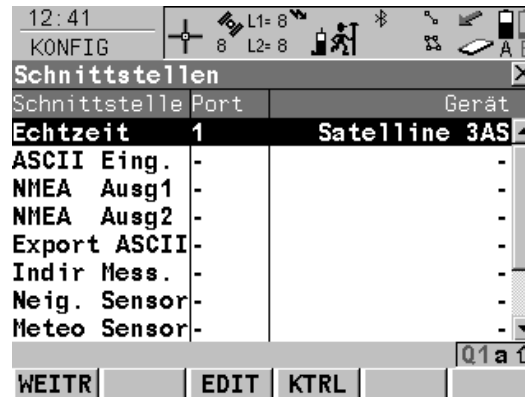 12:41 L1= 8
KONFIG 8 L2= 8 A
Schnittstellen X
Schnittstelle Port Gerät
Echtzeit 1 Satelline 3AS
ASCII Eing. - -
NMEA Ausg1 - -
NMEA Ausg2 - -
Export ASCII - -
Indir Mess. - -
Neig. Sensor - -
Meteo Sensor - -
Q1 a
WEITR EDIT KTRL